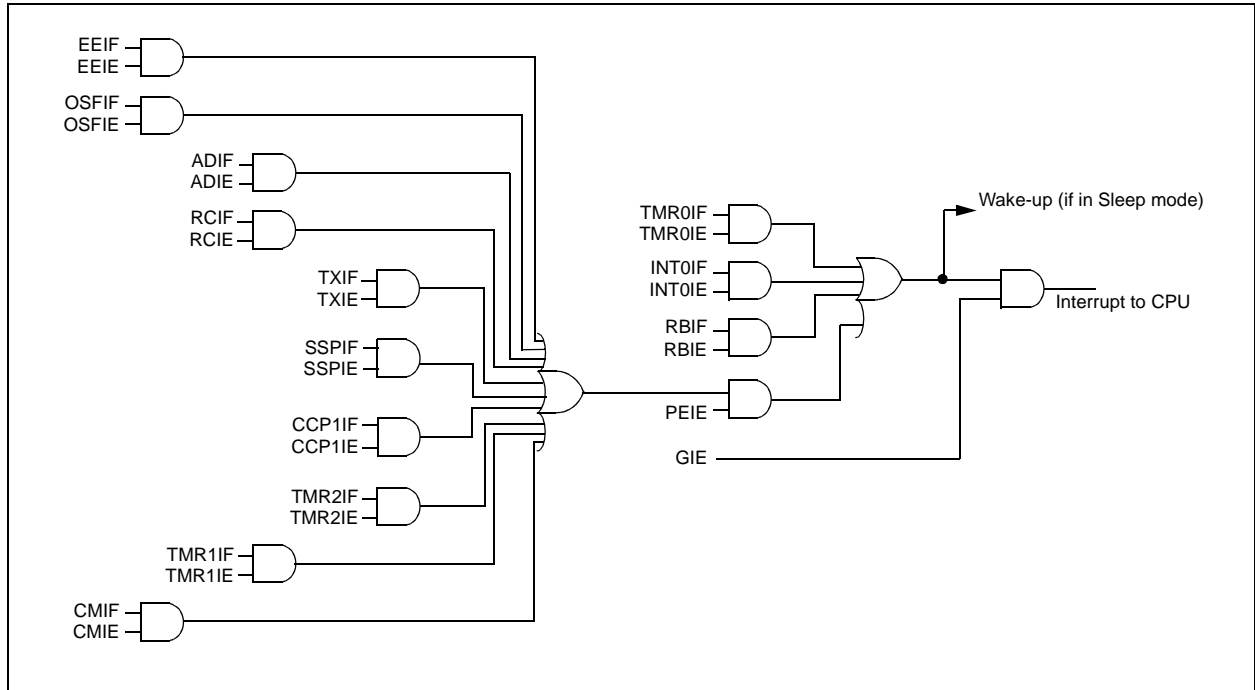 EEIF
EEIE
OSFIF
OSFIE
ADIF
ADIE
RCIF
RCIE
TXIF
TXIE
SSPIF
SSPIE
CCP1IF
CCP1IE
TMR2IF
TMR2IE
TMR1IF
TMR1IE
CMIF
CMIE
TMR0IF
TMR0IE
INT0IF
INT0IE
RBIF
RBIE
PEIE
GIE
Wake-up (if in Sleep mode)
Interrupt to CPU